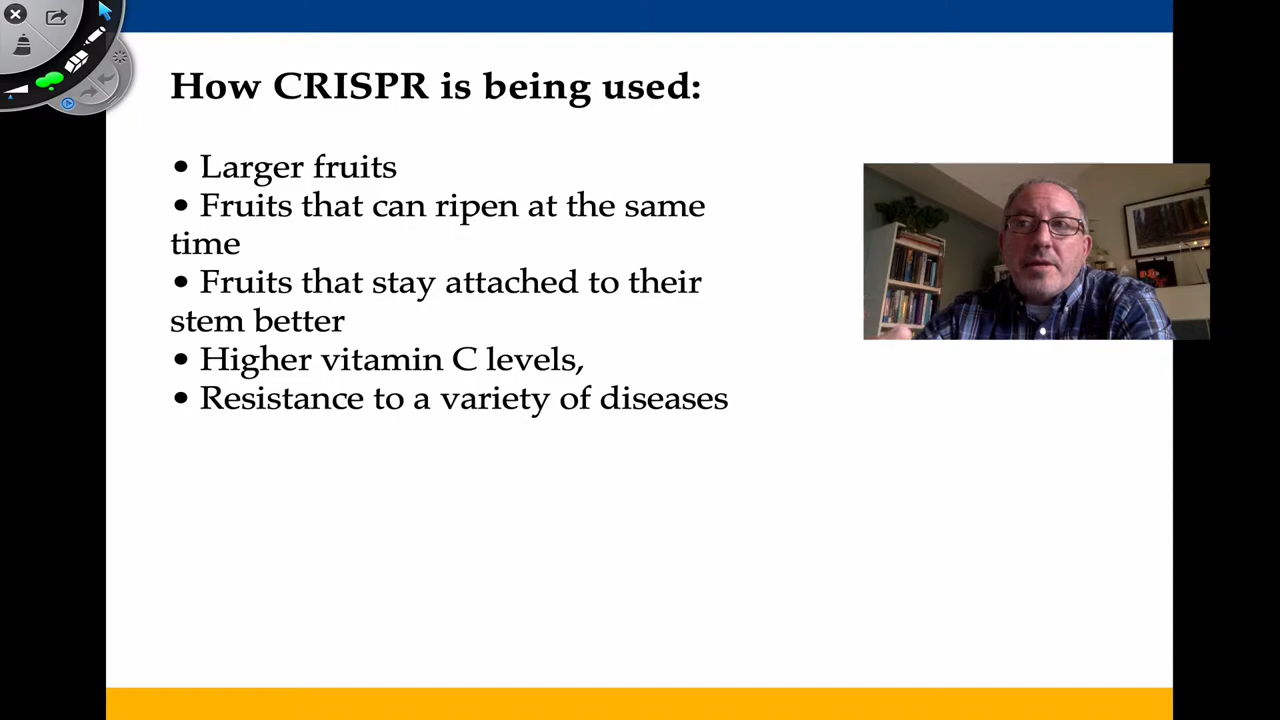 How CRISPR is being used:
• Larger fruits
• Fruits that can ripen at the same
time
• Fruits that stay attached to their
stem better
• Higher vitamin C levels,
• Resistance to a variety of diseases